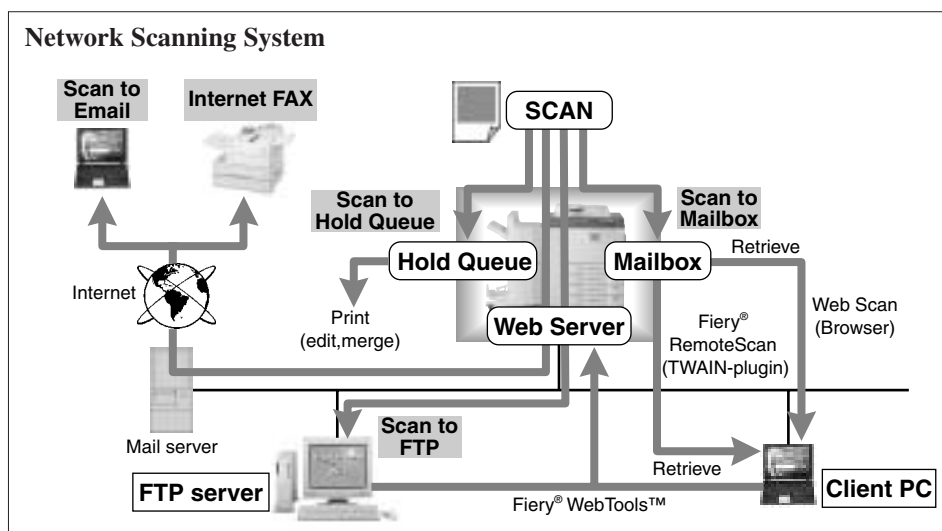 Network Scanning System
Scan to
Email
Internet FAX
SCAN
Scan to
Hold Queue
Scan to
Mailbox
Hold Queue
Mailbox
Retrieve
Internet
Print
(edit,merge)
Web Server
Fiery®
RemoteScan
(TWAIN-plugin)
Web Scan
(Browser)
Mail server
Scan to
FTP
Retrieve
FTP server
Fiery® WebTools™
Client PC